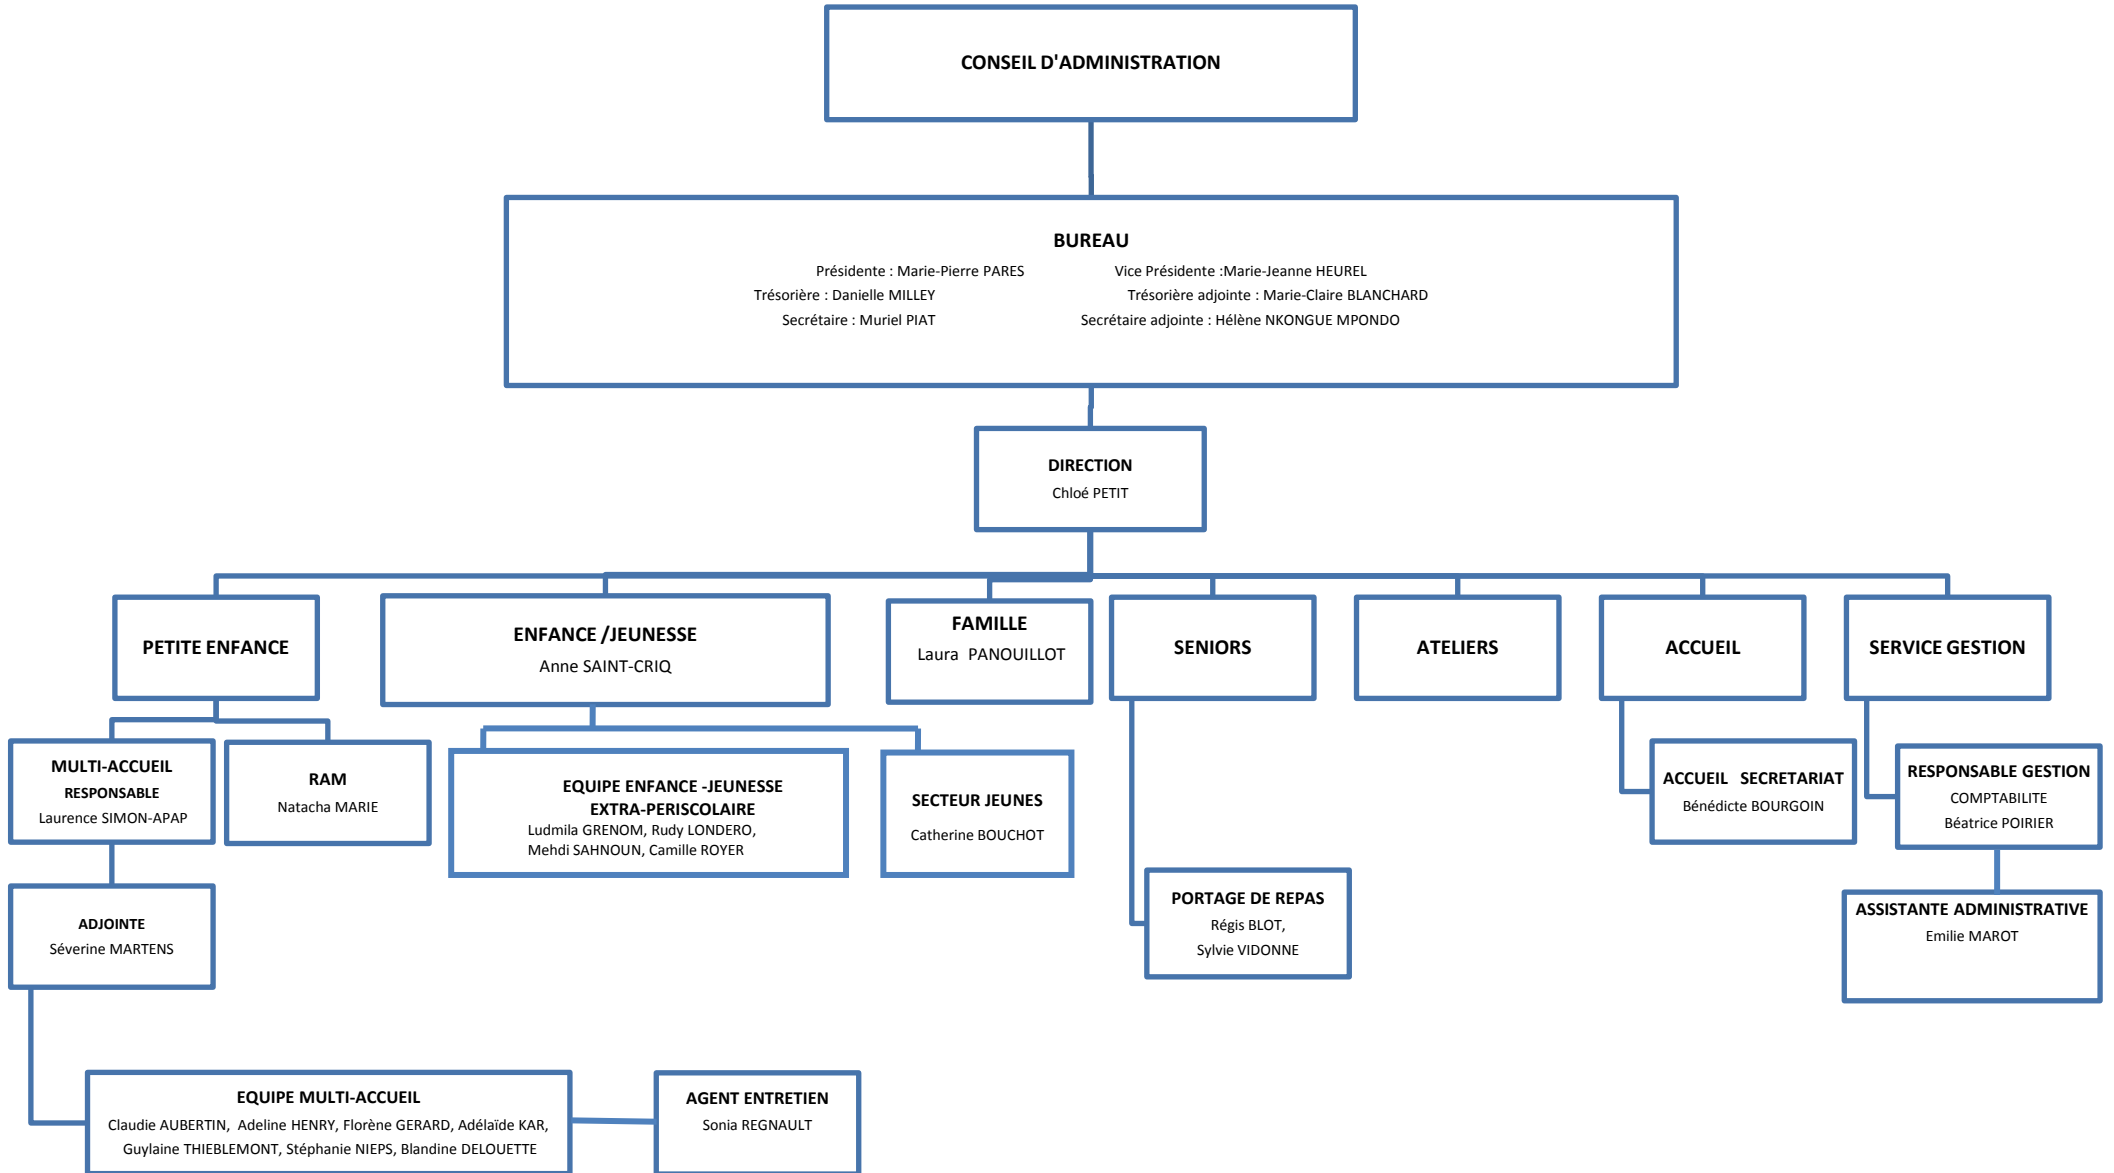 CONSEIL D'ADMINISTRATION
BUREAU
Présidente : Marie-Pierre PARES Vice Présidente :Marie-Jeanne HEUREL
Trésorière : Danielle MILLEY Trésorière adjointe : Marie-Claire BLANCHARD
Secrétaire : Muriel PIAT Secrétaire adjointe : Hélène NKONGUE MPONDO
DIRECTION
Chloé PETIT
PETITE ENFANCE
ENFANCE /JEUNESSE
Anne SAINT-CRIQ
FAMILLE
Laura PANOUILLOT
SENIORS
ATELIERS
ACCUEIL
SERVICE GESTION
MULTI-ACCUEIL
RESPONSABLE
Laurence SIMON-APAP
RAM
Natacha MARIE
EQUIPE ENFANCE -JEUNESSE
EXTRA-PERISCOLAIRE
Ludmila GRENOM, Rudy LONDERO,
Mehdi SAHNOUN, Camille ROYER
SECTEUR JEUNES
Catherine BOUCHOT
ACCUEIL SECRETARIAT
Bénédicte BOURGOIN
RESPONSABLE GESTION
COMPTABILITE
Béatrice POIRIER
ADJOINTE
Séverine MARTENS
PORTAGE DE REPAS
Régis BLOT,
Sylvie VIDONNE
ASSISTANTE ADMINISTRATIVE
Emilie MAROT
EQUIPE MULTI-ACCUEIL
Claudie AUBERTIN, Adeline HENRY, Florène GERARD, Adélaïde KAR,
Guylaine THIEBLEMONT, Stéphanie NIEPS, Blandine DELOUETTE
AGENT ENTRETIEN
Sonia REGNAULT